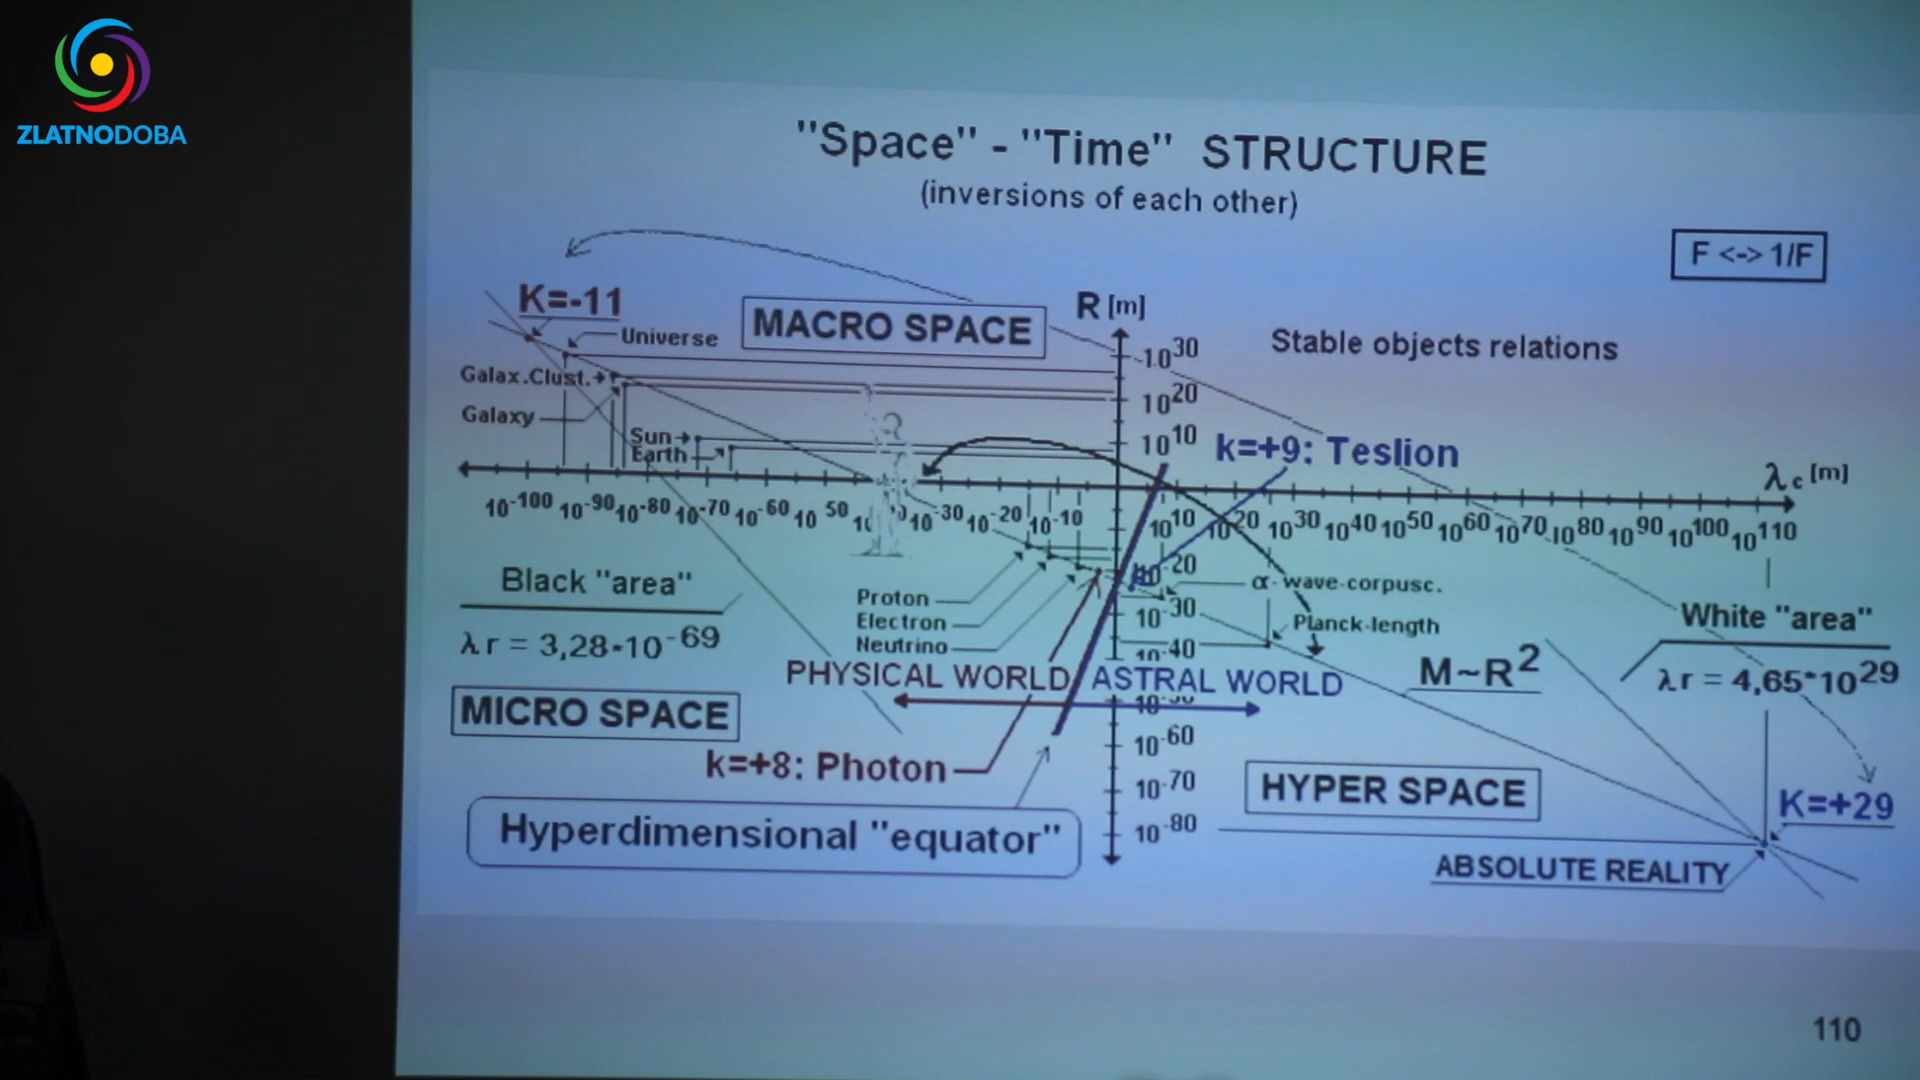 ZLATNODOBA
"Space" - "Time" STRUCTURE
(inversions of each other)
F <-> 1/F
K=-11
MACRO SPACE
R [m]
Universe
Stable objects relations
10^30
Galax.Clust.
10^20
Galaxy
Sun
10^10
k=+9: Teslion
Earth
λc [m]
10^-100 10^-90 10^-80 10^-70 10^-60 10^50 10^-30 10^-20 10^-10 10^10 10^20 10^30 10^40 10^50 10^60 10^70 10^80 10^90 10^100 10^110
Black "area"
10^-20
α-wave-corpusc.
Proton
10^-30
White "area"
Electron
Planck-length
λr = 3,28*10^-69
Neutrino
10^-40
M~R^2
λr = 4,65*10^29
PHYSICAL WORLD
ASTRAL WORLD
MICRO SPACE
10^-60
k=+8: Photon
10^-70
HYPER SPACE
K=+29
Hyperdimensional "equator"
10^-80
ABSOLUTE REALITY
110